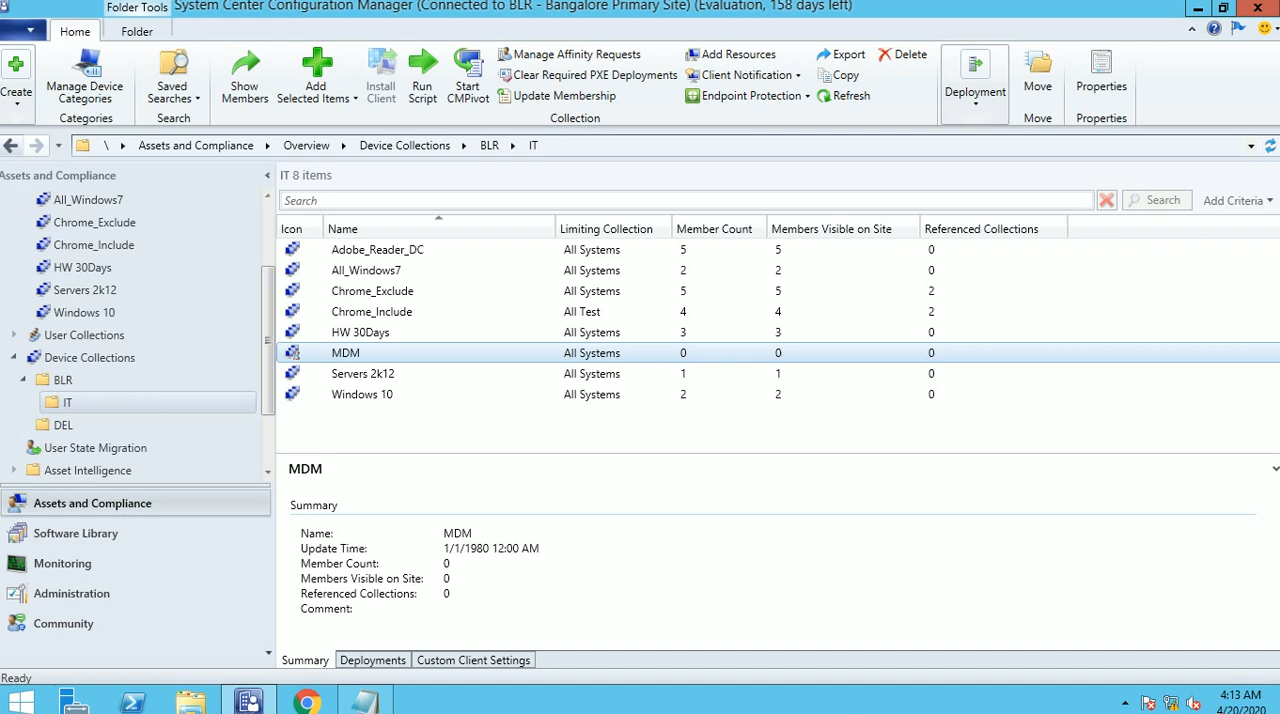 Folder Tools
System Center Configuration Manager (Connected to BLR - Bangalore Primary Site) (Evaluation, 158 days left)
Home
Folder
Create
Manage Device Categories
Categories
Saved Searches
Search
Show Members
Add Selected Items
Install Client
Run Script
Start CMPivot
Manage Affinity Requests
Clear Required PXE Deployments
Update Membership
Add Resources
Client Notification
Endpoint Protection
Export
Copy
Refresh
Delete
Collection
Deployment
Move
Move
Properties
Properties
\ Assets and Compliance Overview Device Collections BLR IT
Assets and Compliance
All_Windows7
Chrome_Exclude
Chrome_Include
HW 30Days
Servers 2k12
Windows 10
User Collections
Device Collections
BLR
IT
DEL
User State Migration
Asset Intelligence
Assets and Compliance
Software Library
Monitoring
Administration
Community
IT 8 items
Search
Search
Add Criteria
Icon Name Limiting Collection Member Count Members Visible on Site Referenced Collections
Adobe_Reader_DC All Systems 5 5 0
All_Windows7 All Systems 2 2 0
Chrome_Exclude All Systems 5 5 2
Chrome_Include All Test 4 4 2
HW 30Days All Systems 3 3 0
MDM All Systems 0 0 0
Servers 2k12 All Systems 1 1 0
Windows 10 All Systems 2 2 0
MDM
Summary
Name: MDM
Update Time: 1/1/1980 12:00 AM
Member Count: 0
Members Visible on Site: 0
Referenced Collections: 0
Comment:
Summary Deployments Custom Client Settings
Ready
4:13 AM
4/20/2020